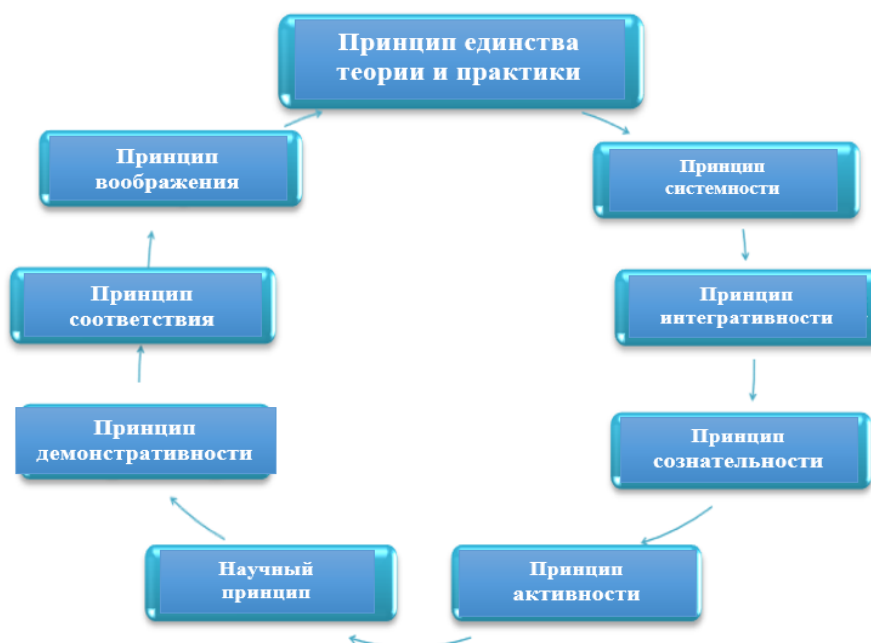 Принцип единства
теории и практики
Принцип
системности
Принцип
интегративности
Принцип
сознательности
Принцип
активности
Научный
принцип
Принцип
демонстративности
Принцип
соответствия
Принцип
воображения